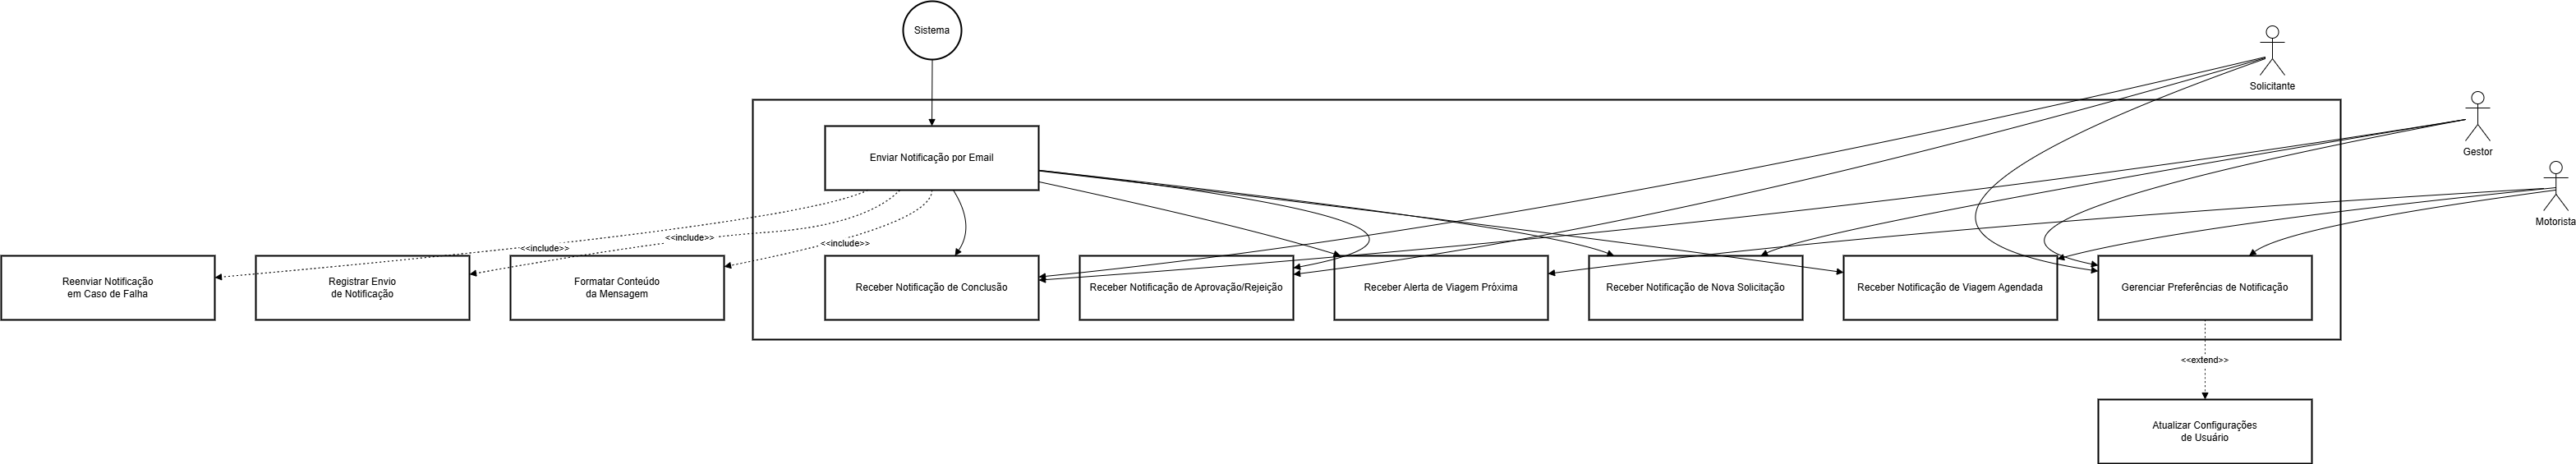 Sistema
Solicitante
Gestor
Motorista
Enviar Notificação por Email
<<include>>
<<include>>
<<include>>
Reenviar Notificação
em Caso de Falha
Registrar Envio
de Notificação
Formatar Conteúdo
da Mensagem
Receber Notificação de Conclusão
Receber Notificação de Aprovação/Rejeição
Receber Alerta de Viagem Próxima
Receber Notificação de Nova Solicitação
Receber Notificação de Viagem Agendada
Gerenciar Preferências de Notificação
<<extend>>
Atualizar Configurações
de Usuário